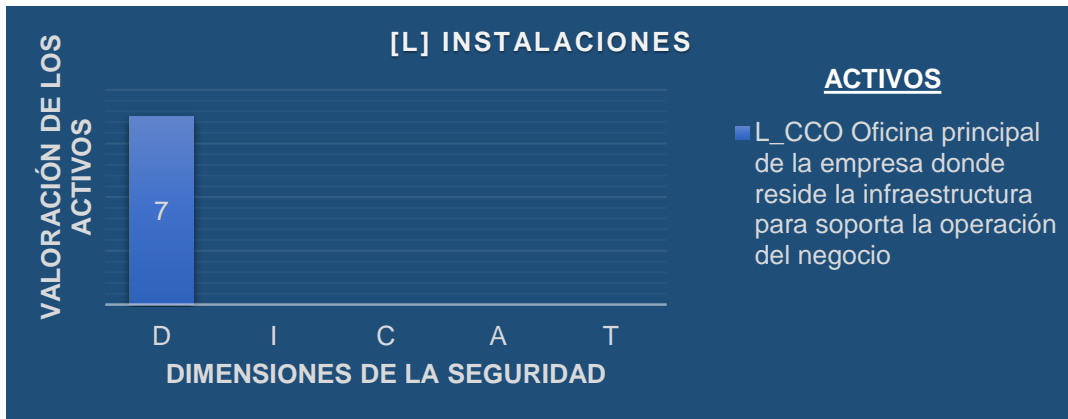 [L] INSTALACIONES
VALORACIÓN DE LOS
ACTIVOS
7
D I C A T
DIMENSIONES DE LA SEGURIDAD
ACTIVOS
L_CCO Oficina principal
de la empresa donde
reside la infraestructura
para soporta la operación
del negocio